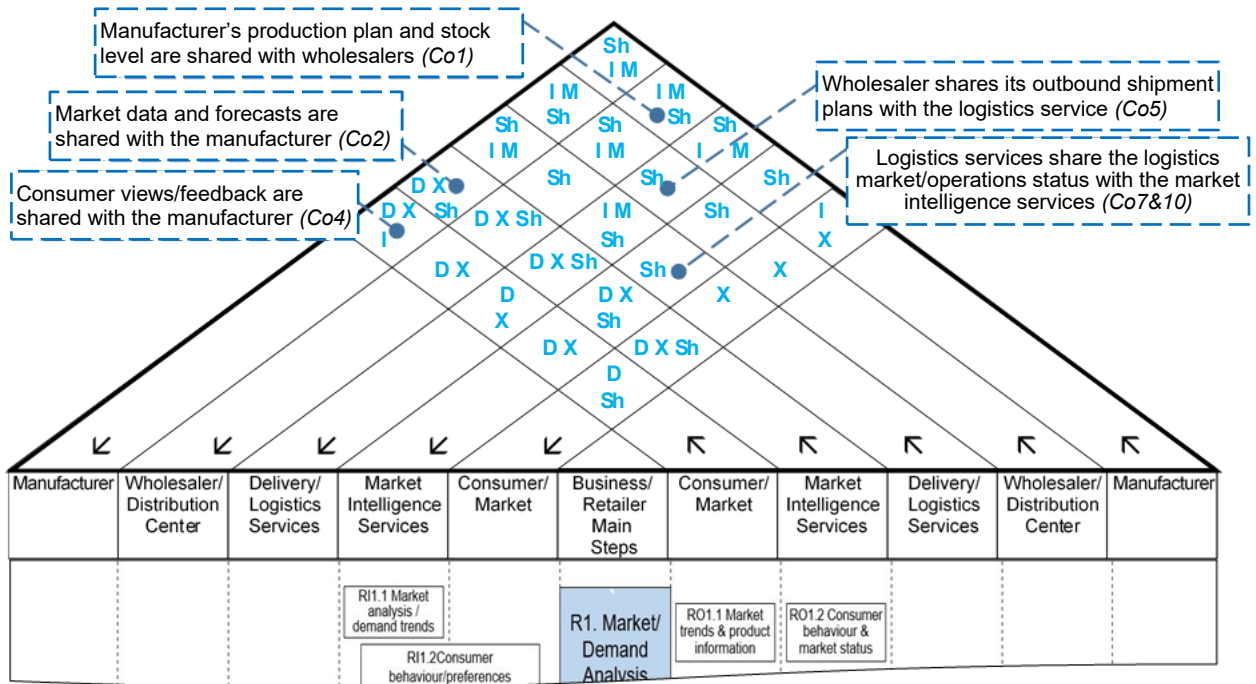 Manufacturer's production plan and stock
level are shared with wholesalers (Co1)
Market data and forecasts are
shared with the manufacturer (Co2)
Consumer views/feedback are
shared with the manufacturer (Co4)
Wholesaler shares its outbound shipment
plans with the logistics service (Co5)
Logistics services share the logistics
market/operations status with the market
intelligence services (Co7&10)
Sh
I M
I M
Sh
I M
Sh
Sh
I M
Sh
I M
Sh
I M
Sh
Sh
Sh
D X
Sh
D X
I
D X Sh
I M
Sh
Sh
I
X
D X
D X Sh
Sh
X
D
X
D X
Sh
X
D X
D X Sh
D
Sh
Manufacturer
Wholesaler/
Distribution
Center
Delivery/
Logistics
Services
Market
Intelligence
Services
Consumer/
Market
Business/
Retailer
Main
Steps
Consumer/
Market
Market
Intelligence
Services
Delivery/
Logistics
Services
Wholesaler/
Distribution
Center
Manufacturer
RI1.1 Market
analysis /
demand trends
RI1.2Consumer
behaviour/preferences
R1. Market/
Demand
Analysis
RO1.1 Market
trends & product
information
RO1.2 Consumer
behaviour &
market status